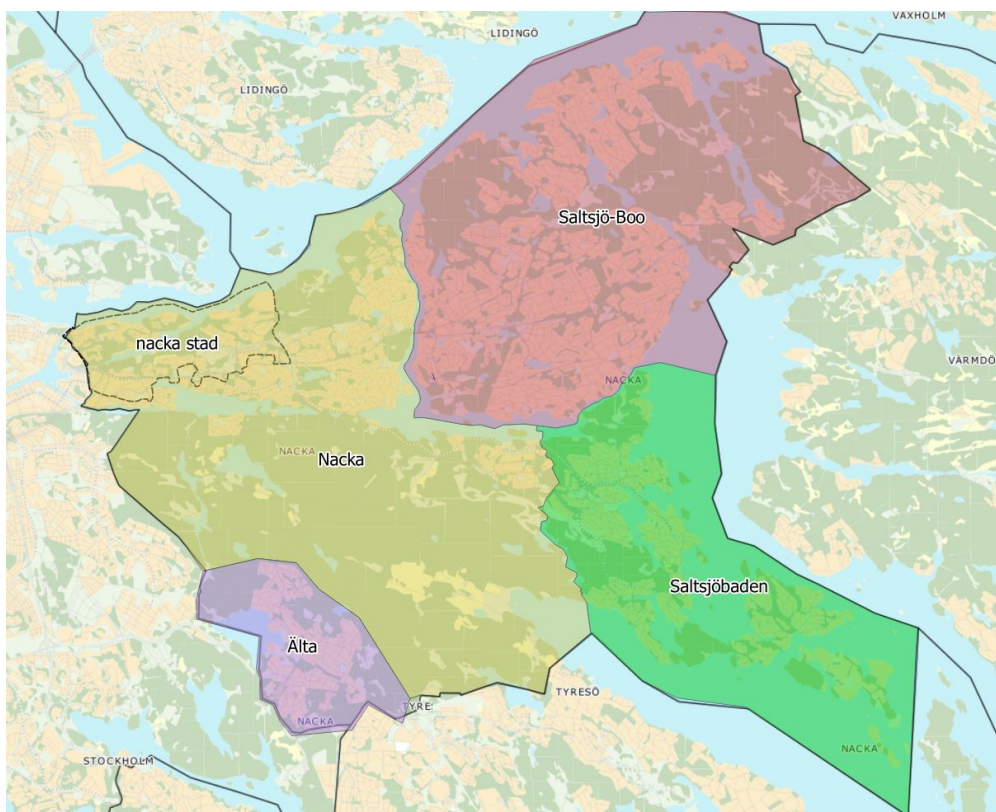 VAXHOLM
LIDINGÖ
LIDINGÖ
Saltsjö-Boo
nacka stad
VÄRMDÖ
NACKA
NACKA
Nacka
Saltsjöbaden
Älta
TYRESÖ
TYRE
NACKA
NACKA
STOCKHOLM